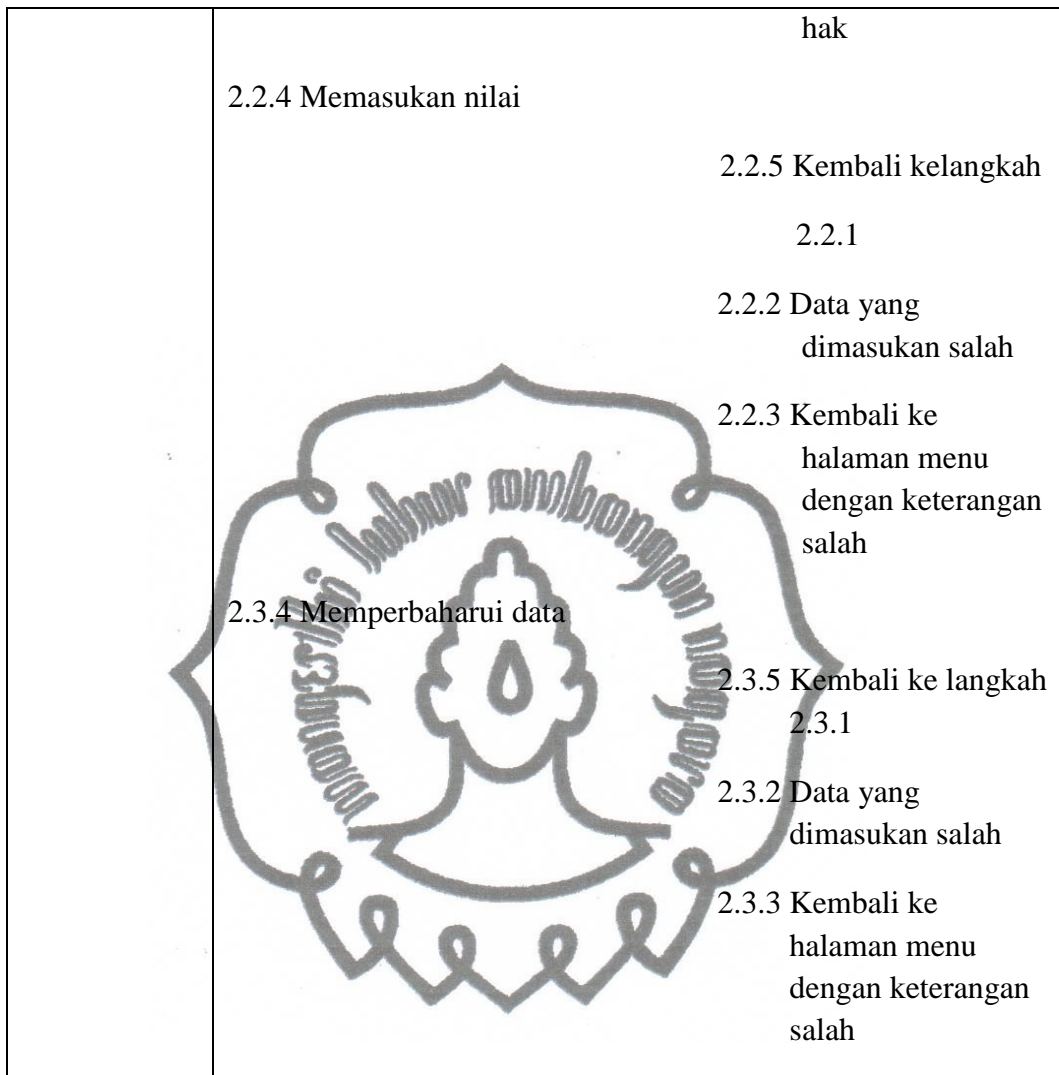 hak
2.2.4 Memasukan nilai
2.2.5 Kembali kelangkah
2.2.1
2.2.2 Data yang
dimasukan salah
2.2.3 Kembali ke
halaman menu
dengan keterangan
salah
2.3.4 Memperbaharui data
2.3.5 Kembali ke langkah
2.3.1
2.3.2 Data yang
dimasukan salah
2.3.3 Kembali ke
halaman menu
dengan keterangan
salah